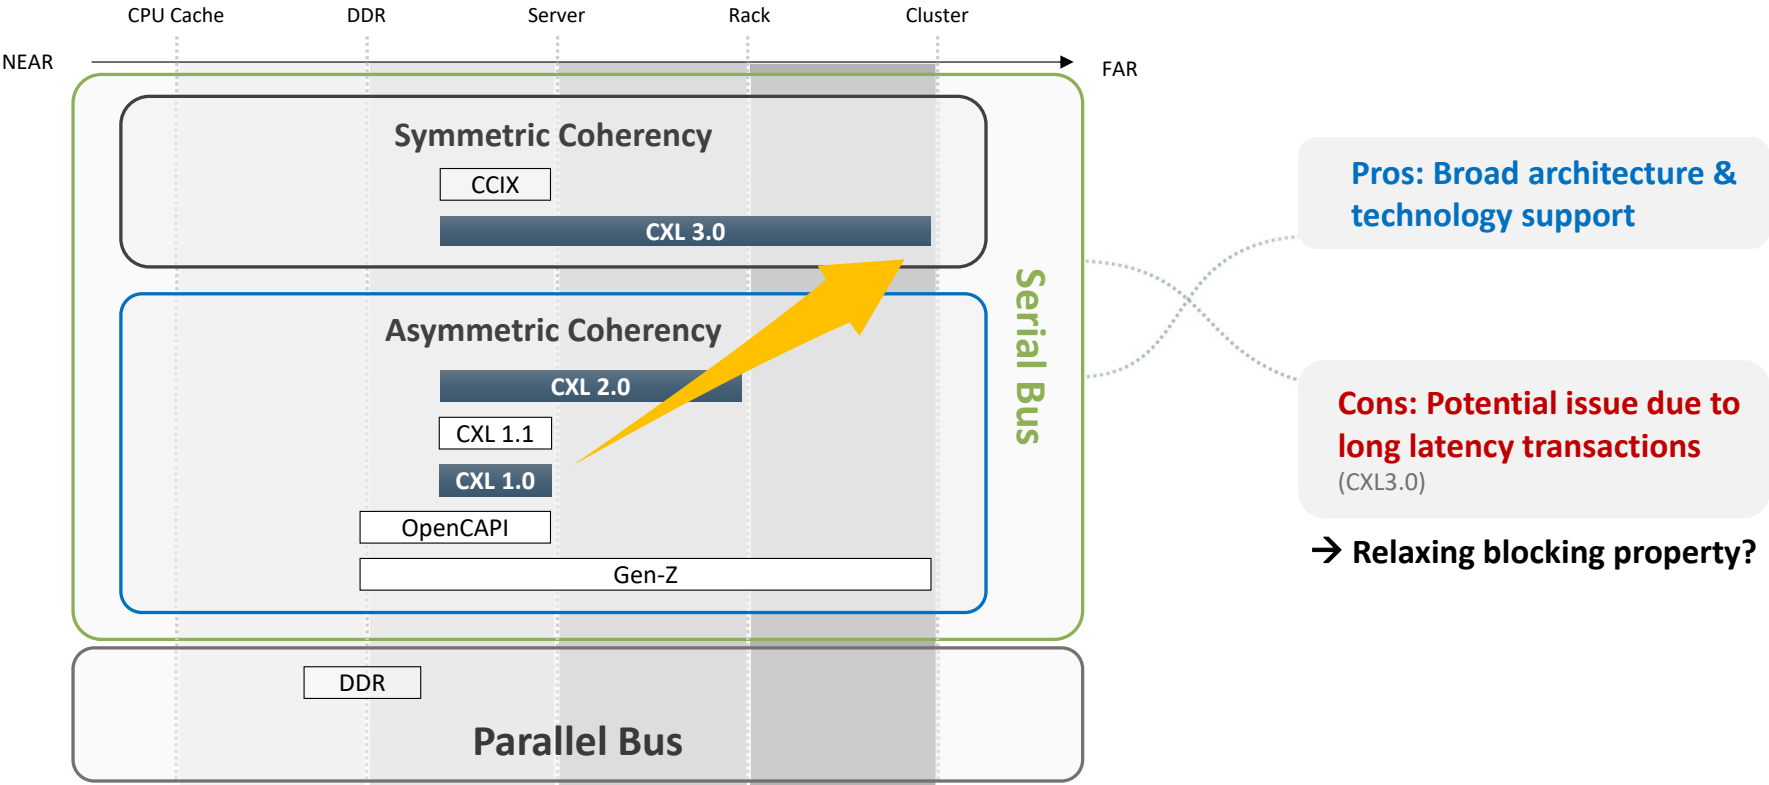 CPU Cache
DDR
Server
Rack
Cluster
NEAR
FAR
Symmetric Coherency
CCIX
CXL 3.0
Asymmetric Coherency
CXL 2.0
CXL 1.1
CXL 1.0
OpenCAPI
Gen-Z
Serial Bus
DDR
Parallel Bus
Pros: Broad architecture &
technology support
Cons: Potential issue due to
long latency transactions
(CXL3.0)
→ Relaxing blocking property?